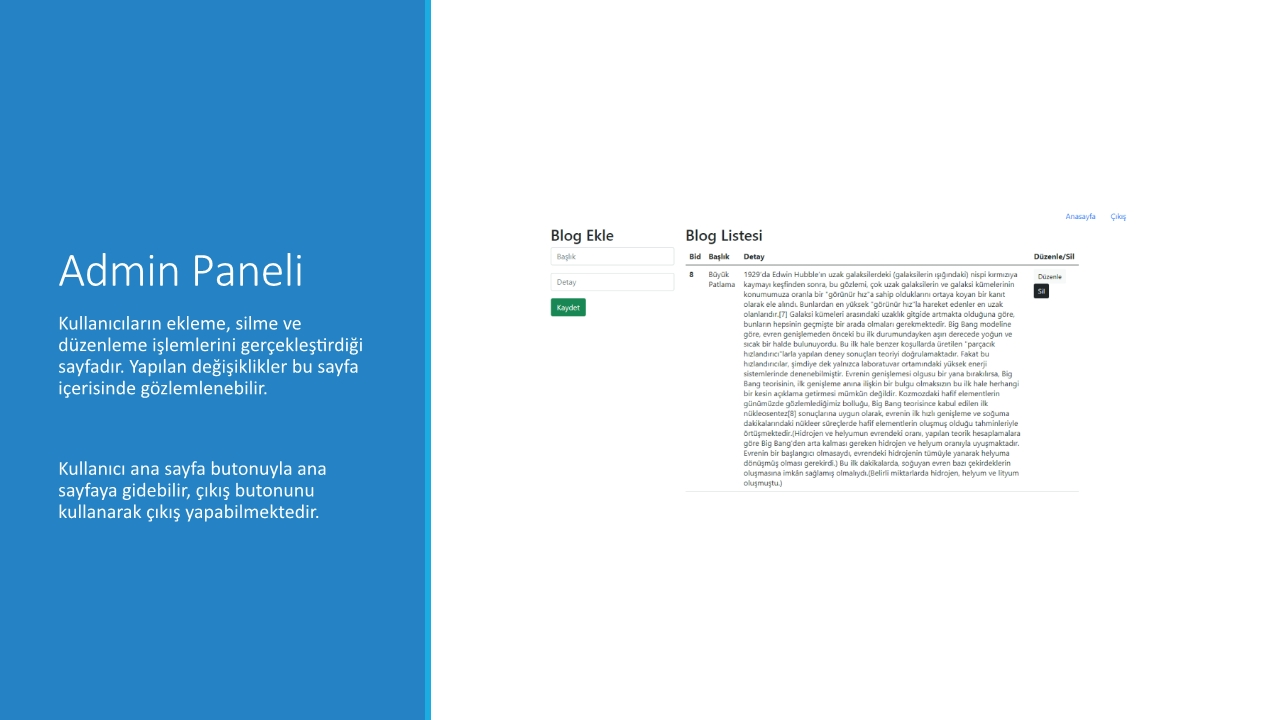 Admin Paneli
Kullanıcıların ekleme, silme ve
düzenleme işlemlerini gerçekleştirdiği
sayfadır. Yapılan değişiklikler bu sayfa
içerisinde gözlemlenebilir.
Kullanıcı ana sayfa butonuyla ana
sayfaya gidebilir, çıkış butonunu
kullanarak çıkış yapabilmektedir.
Anasayfa Çıkış
Blog Ekle
Başlık
Detay
Kaydet
Blog Listesi
Bid Başlık Detay Düzenle/Sil
8
Büyük
Patlama
1929'da Edwin Hubble'ın uzak galaksilerdeki (galaksilerin ışığındaki) nispi kırmızıya
kaymayı keşfinden sonra, bu gözlemi, çok uzak galaksilerin ve galaksi kümelerinin
konumumuza oranla bir "görünür hız"a sahip olduklarını ortaya koyan bir kanıt
olarak ele alındı. Bunlardan en yüksek "görünür hız"la hareket edenler en uzak
olanlarıdır.[7] Galaksi kümeleri arasındaki uzaklık gitgide artmakta olduğuna göre,
bunların hepsinin geçmişte bir arada olmaları gerekmektedir. Big Bang modeline
göre, evren genişlemeden önceki bu ilk durumundayken aşırı derecede yoğun ve
sıcak bir halde bulunuyordu. Bu ilk hale benzer koşullarda üretilen "parçacık
hızlandırıcı"larla yapılan deney sonuçları teoriyi doğrulamaktadır. Fakat bu
hızlandırıcılar, şimdiye dek yalnızca laboratuvar ortamındaki yüksek enerji
sistemlerinde denenebilmiştir. Evrenin genişlemesi olgusu bir yana bırakılırsa, Big
Bang teorisinin, ilk genişleme anına ilişkin bir bulgu olmaksızın bu ilk hale herhangi
bir kesin açıklama getirmesi mümkün değildir. Kozmozdaki hafif elementlerin
günümüzde gözlemlediğimiz bolluğu, Big Bang teorisince kabul edilen ilk
nükleosentez[8] sonuçlarına uygun olarak, evrenin ilk hızlı genişleme ve soğuma
dakikalarındaki nükleer süreçlerde hafif elementlerin oluşmuş olduğu tahminleriyle
örtüşmektedir.(Hidrojen ve helyumun evrendeki oranı, yapılan teorik hesaplamalara
göre Big Bang'den arta kalması gereken hidrojen ve helyum oranıyla uyuşmaktadır.
Evrenin bir başlangıcı olmasaydı, evrendeki hidrojenin tümüyle yanarak helyuma
dönüşmüş olması gerekirdi.) Bu ilk dakikalarda, soğuyan evren bazı çekirdeklerin
oluşmasına imkân sağlamış olmalıydı.(Belirli miktarlarda hidrojen, helyum ve lityum
oluşmuştu.)
Düzenle
Sil